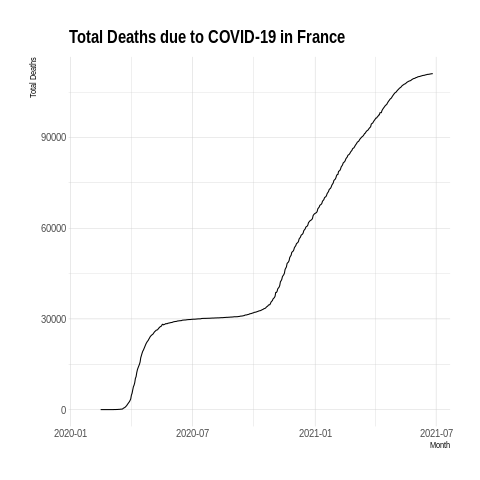 Total Deaths due to COVID-19 in France
Total Deaths
90000
60000
30000
0
2020-01 2020-07 2021-01 2021-07
Month